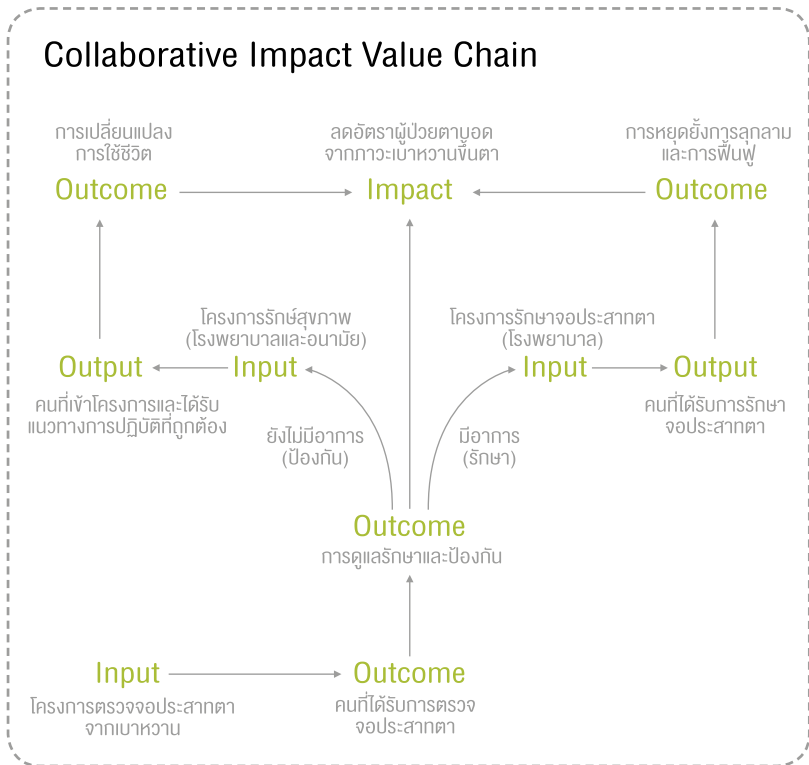 Collaborative Impact Value Chain
การเปลี่ยนแปลง
การใช้ชีวิต
Outcome
ลดอัตราผู้ป่วยตาบอด
จากภาวะเบาหวานขึ้นตา
Impact
การหยุดยั้งการลุกลาม
และการฟื้นฟู
Outcome
โครงการรักษ์สุขภาพ
(โรงพยาบาลและอนามัย)
โครงการรักษาจอประสาทตา
(โรงพยาบาล)
Output
Input
Input
Output
คนที่เข้าโครงการและได้รับ
แนวทางการปฏิบัติที่ถูกต้อง
คนที่ได้รับการรักษา
จอประสาทตา
ยังไม่มีอาการ
(ป้องกัน)
มีอาการ
(รักษา)
Outcome
การดูแลรักษาและป้องกัน
Input
Outcome
โครงการตรวจจอประสาทตา
จากเบาหวาน
คนที่ได้รับการตรวจ
จอประสาทตา